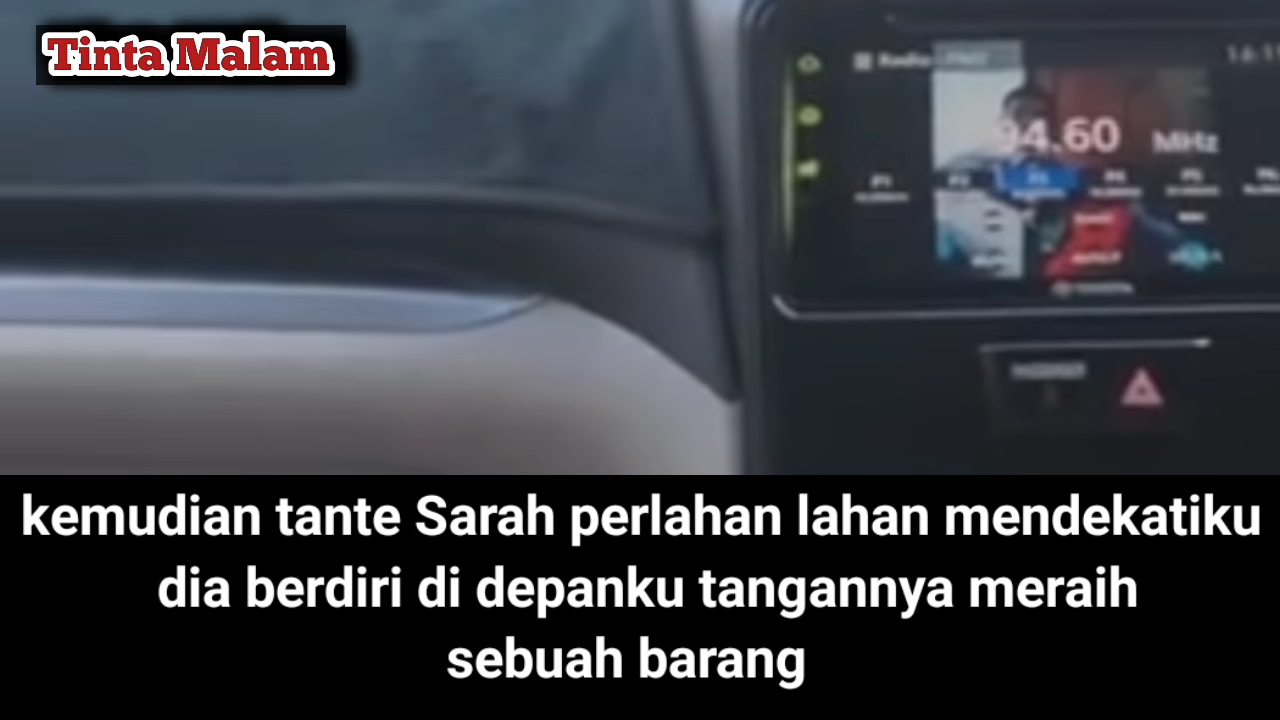 Tinta Malam
Radio
94.60 MHz
kemudian tante Sarah perlahan lahan mendekatiku
dia berdiri di depanku tangannya meraih
sebuah barang